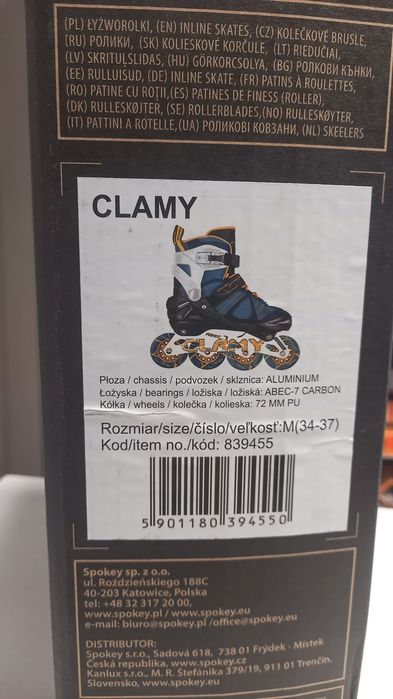 (PL) ŁYŻWOROLKI, (EN) INLINE SKATES, (CZ) KOLEČKOVÉ BRUSLE,
(RU) РОЛИКИ, (SK) KOLIESKOVÉ KORČULE, (LT) RIEDUČIAI,
(LV) SKRITUĻSLIDAS, (HU) GÖRKORCSOLYA, (BG) РОЛКОВИ КЪНКИ,
(EE) RULLUISUD, (DE) INLINE SKATE, (FR) PATINS À ROULETTES,
(RO) PATINE CU ROȚII,(ES) PATINES DE FINESS (ROLLER),
(DK) RULLESKØJTER, (SE) ROLLERBLADES,(NO) RULLESKØYTER,
(IT) PATTINI A ROTELLE,(UA) РОЛИКОВІ КОВЗАНИ, (NL) SKEELERS
CLAMY
CLAMY
Płoza / chassis / podvozek / sklznica: ALUMINIUM
Łożyska / bearings / ložiska / ložiská: ABEC-7 CARBON
Kółka / wheels / kolečka / kolieska: 72 MM PU
Rozmiar/size/číslo/veľkosť:M(34-37)
Kod/item no./kód: 839455
5 901180 394550
Spokey sp. z o.o.
ul. Roździeńskiego 188C
40-203 Katowice, Polska
tel: +48 32 317 20 00,
www.spokey.pl / www.spokey.eu
e-mail: biuro@spokey.pl /office@spokey.eu
DISTRIBUTOR:
Spokey s.r.o., Sadová 618, 738 01 Frýdek - Místek
Česká republika, www.spokey.cz
Kanlux s.r.o., M. R. Štefánika 379/19, 911 01 Trenčín,
Slovensko, www.spokey.eu